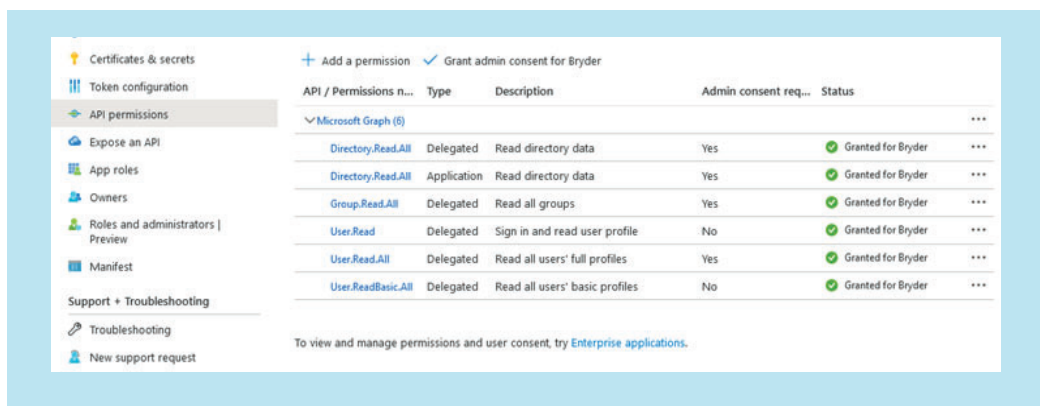 Certificates & secrets
Token configuration
API permissions
Expose an API
App roles
Owners
Roles and administrators |
Preview
Manifest
Support + Troubleshooting
Troubleshooting
New support request
+ Add a permission ✓ Grant admin consent for Bryder
API / Permissions n... Type Description Admin consent req... Status
Microsoft Graph (6) ...
Directory.Read.All Delegated Read directory data Yes Granted for Bryder ...
Directory.Read.All Application Read directory data Yes Granted for Bryder ...
Group.Read.All Delegated Read all groups Yes Granted for Bryder ...
User.Read Delegated Sign in and read user profile No Granted for Bryder ...
User.Read.All Delegated Read all users' full profiles Yes Granted for Bryder ...
User.ReadBasic.All Delegated Read all users' basic profiles No Granted for Bryder ...
To view and manage permissions and user consent, try Enterprise applications.